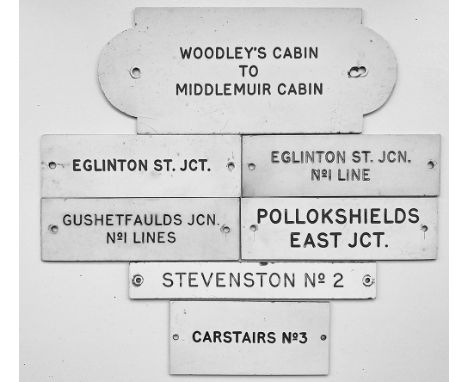 WOODLEY'S CABIN
TO
MIDDLEMUIR CABIN
EGLINTON ST. JCT.
EGLINTON ST. JCN.
Nº1 LINE
GUSHETFAULDS JCN.
Nº1 LINES
POLLOKSHIELDS
EAST JCT.
STEVENSTON Nº 2
CARSTAIRS Nº3